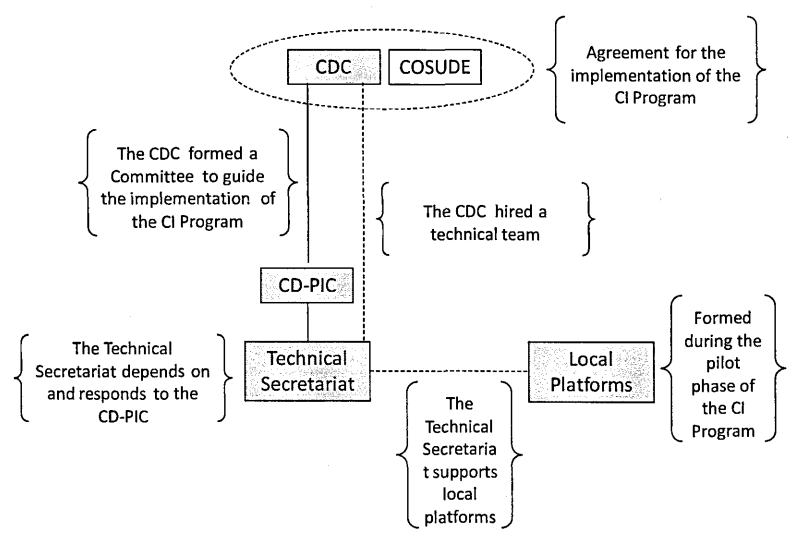 CDC
COSUDE
Agreement for the
implementation of the
CI Program
The CDC formed a
Committee to guide
the implementation of
the CI Program
The CDC hired a
technical team
CD-PIC
The Technical
Secretariat depends on
and responds to the
CD-PIC
Technical
Secretariat
Local
Platforms
Formed
during the
pilot
phase of
the CI
Program
The
Technical
Secretaria
t supports
local
platforms